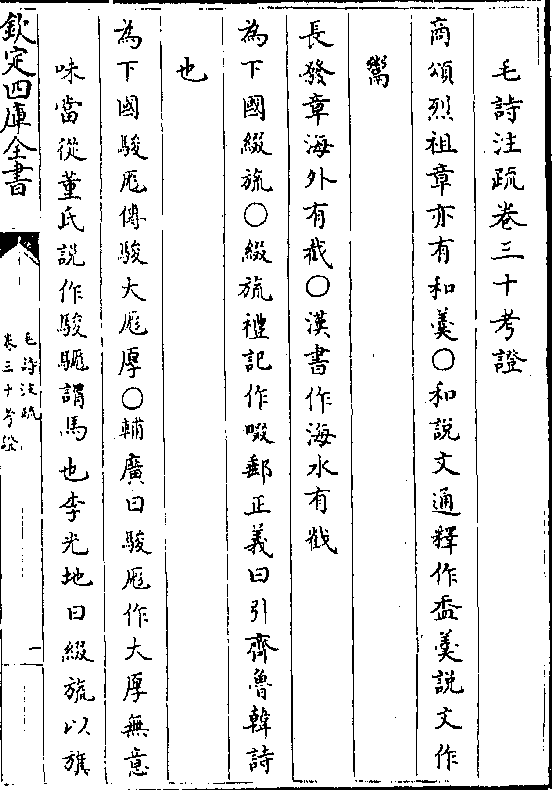 毛詩注疏卷三十考證
商頌烈祖章亦有和羹○和說文通釋作盉羹說文作
鬻
長發章海外有截○漢書作海水有㦸
為下國綴旒○綴旒禮記作畷郵正義曰引齊魯韓詩
也
為下國駿厖傳駿大厖厚○輔廣曰駿厖作大厚無意
味當從董氏說作駿駹謂馬也李光地曰綴旒以旗
欽定四庫全書
毛詩注疏
卷三十考證
一